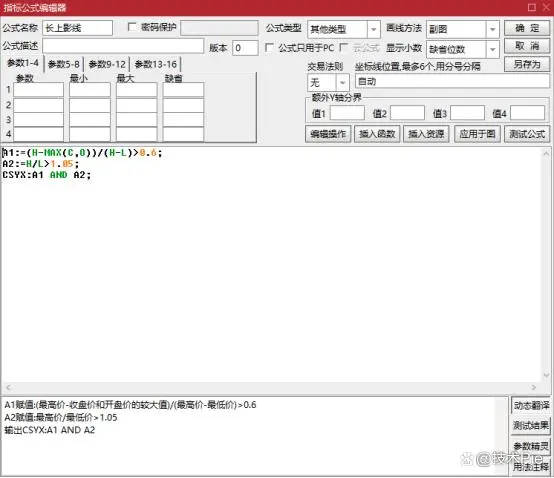 指标公式编辑器
公式名称 长上影线 密码保护 公式类型 其他类型 画线方法 副图 确 定
公式描述 版本 0 公式只用于PC 云公式 显示小数 缺省位数 取 消
参数1-4 参数5-8 参数9-12 参数13-16 交易法则 坐标线位置,最多6个,用分号分隔 另存为
参数 最小 最大 缺省 无 自动
1
2 额外Y轴分界
3 值1 值2 值3 值4
4 编辑操作 插入函数 插入资源 应用于图 测试公式
A1:=(H-MAX(C,O))/(H-L)>0.6;
A2:=H/L>1.05;
CSYX:A1 AND A2;
A1赋值:(最高价-收盘价和开盘价的较大值)/(最高价-最低价)>0.6
A2赋值:最高价/最低价>1.05
输出CSYX:A1 AND A2
动态翻译
测试结果
参数精灵
用法注释